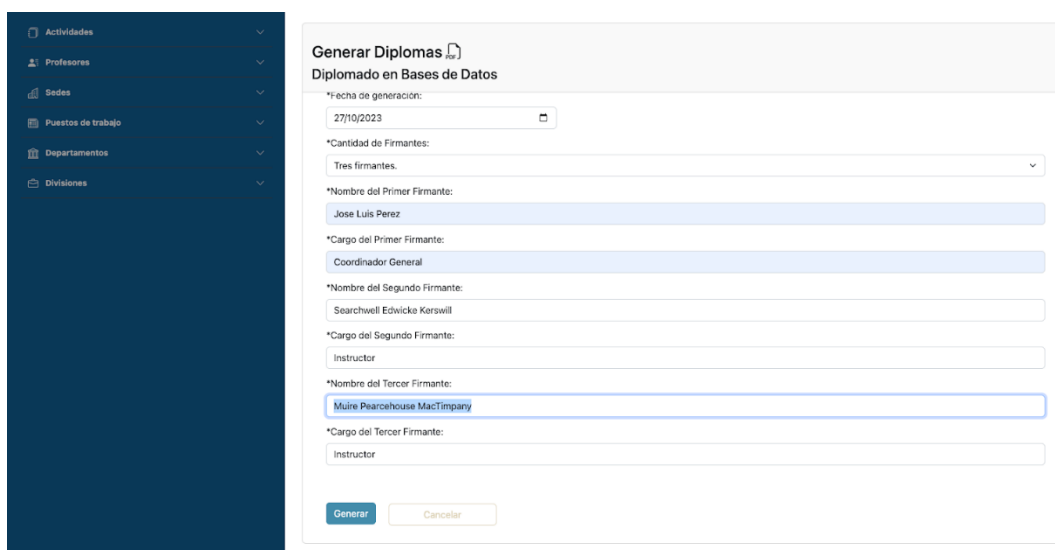 Actividades
Profesores
Sedes
Puestos de trabajo
Departamentos
Divisiones
Generar Diplomas PDF
Diplomado en Bases de Datos
*Fecha de generación:
27/10/2023
*Cantidad de Firmantes:
Tres firmantes.
*Nombre del Primer Firmante:
Jose Luis Perez
*Cargo del Primer Firmante:
Coordinador General
*Nombre del Segundo Firmante:
Searchwell Edwicke Kerswill
*Cargo del Segundo Firmante:
Instructor
*Nombre del Tercer Firmante:
Muire Pearcehouse MacTimpany
*Cargo del Tercer Firmante:
Instructor
Generar Cancelar